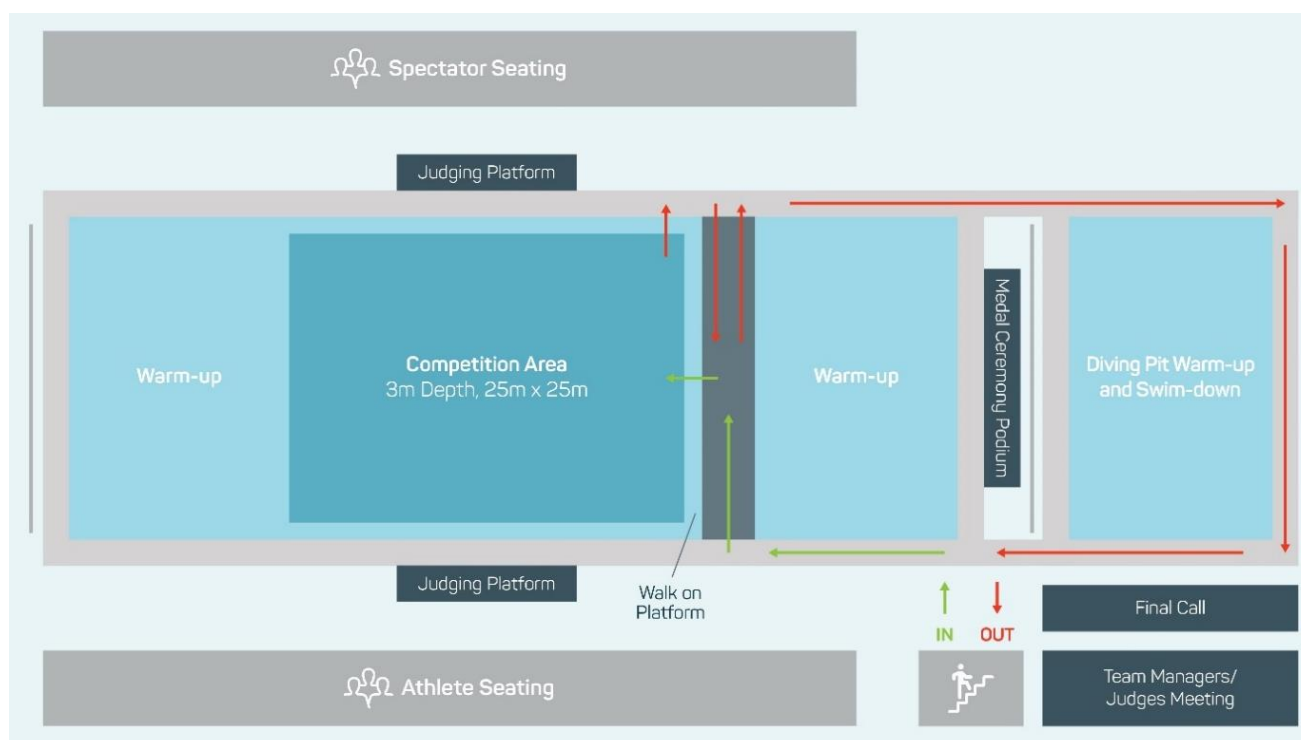 Spectator Seating
Judging Platform
Warm-up
Competition Area
3m Depth, 25m x 25m
Warm-up
Medal Ceremony Podium
Diving Pit Warm-up
and Swim-down
Judging Platform
Walk on
Platform
IN
OUT
Final Call
Athlete Seating
Team Managers/
Judges Meeting